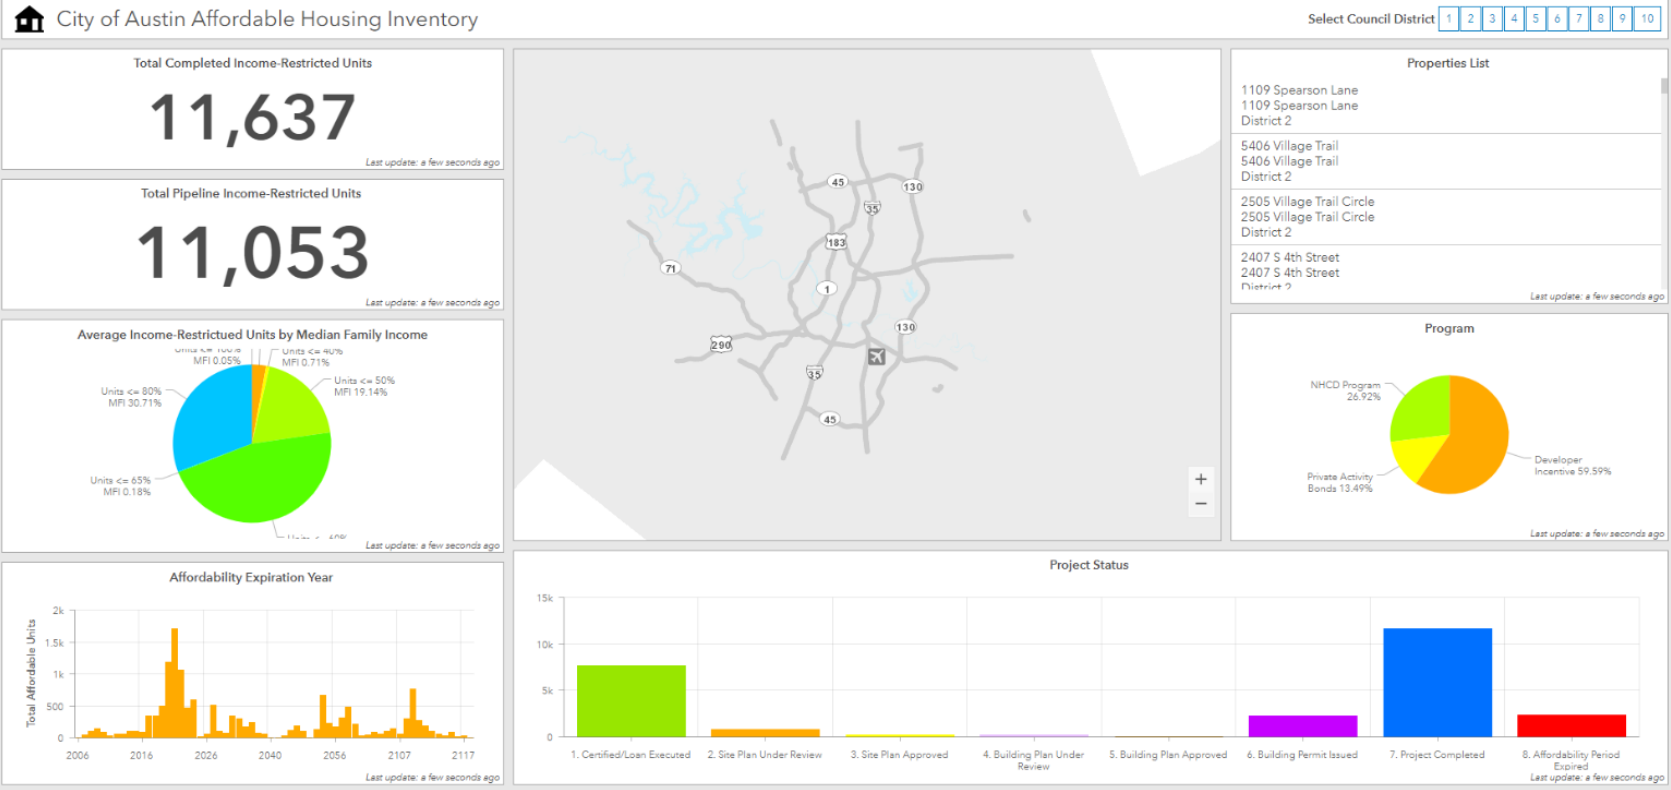 City of Austin Affordable Housing Inventory
Select Council District 1 2 3 4 5 6 7 8 9 10
Total Completed Income-Restricted Units
11,637
Last update: a few seconds ago
Total Pipeline Income-Restricted Units
11,053
Last update: a few seconds ago
Average Income-Restrictued Units by Median Family Income
Units <= 100%
MFI 0.05%
Units <= 40%
MFI 0.71%
Units <= 50%
MFI 19.14%
Units <= 80%
MFI 30.71%
Units <= 65%
MFI 0.18%
Units < 60%
Last update: a few seconds ago
Affordability Expiration Year
Total Affordable Units
2k
1.5k
1k
500
0
2006 2016 2026 2040 2056 2107 2117
Last update: a few seconds ago
45
130
35
183
71
1
130
290
35
45
+
−
Properties List
1109 Spearson Lane
1109 Spearson Lane
District 2
5406 Village Trail
5406 Village Trail
District 2
2505 Village Trail Circle
2505 Village Trail Circle
District 2
2407 S 4th Street
2407 S 4th Street
District 2
Last update: a few seconds ago
Program
NHCD Program
26.92%
Private Activity
Bonds 13.49%
Developer
Incentive 59.59%
Last update: a few seconds ago
Project Status
15k
10k
5k
0
1. Certified/Loan Executed
2. Site Plan Under Review
3. Site Plan Approved
4. Building Plan Under
Review
5. Building Plan Approved
6. Building Permit Issued
7. Project Completed
8. Affordability Period
Expired
Last update: a few seconds ago